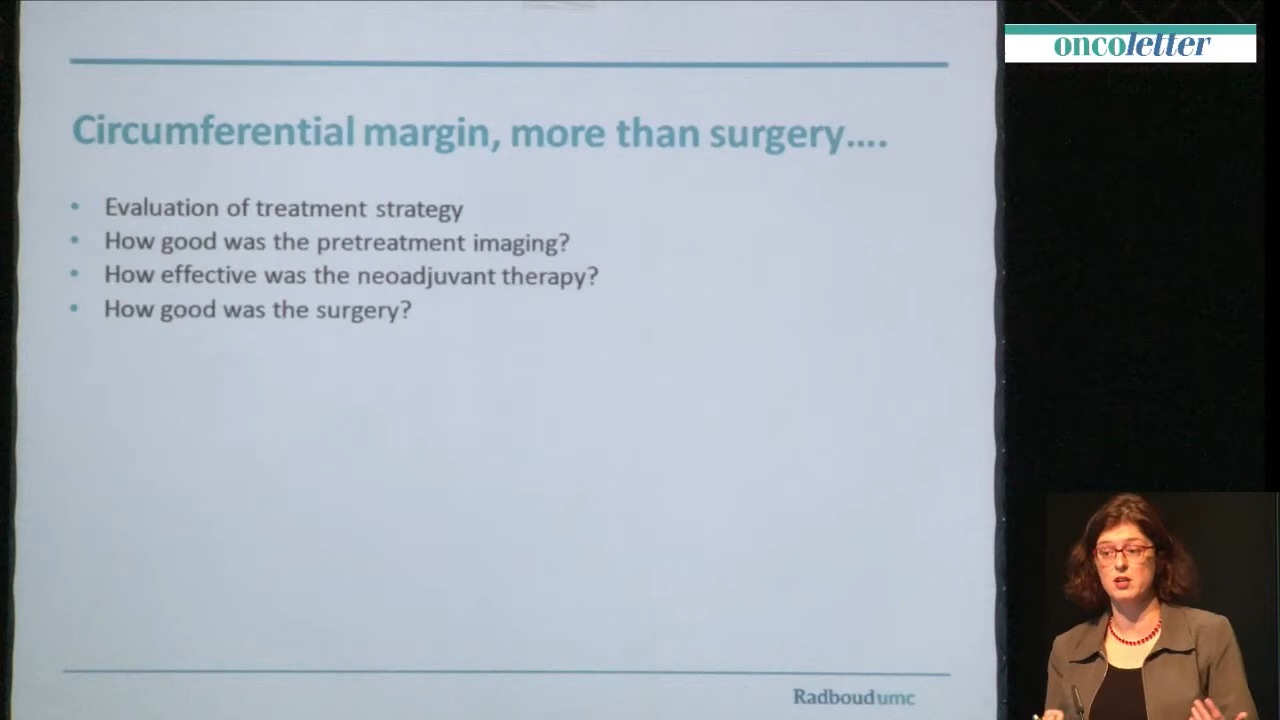 oncoletter
Circumferential margin, more than surgery....
• Evaluation of treatment strategy
• How good was the pretreatment imaging?
• How effective was the neoadjuvant therapy?
• How good was the surgery?
Radboudumc